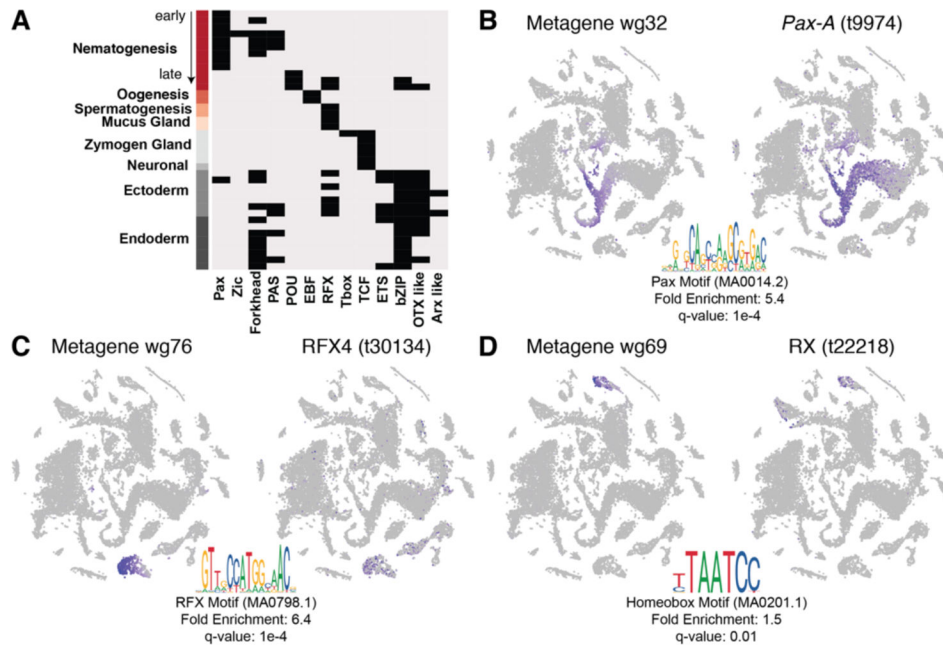 A
early
Nematogenesis
late
Oogenesis
Spermatogenesis
Mucus Gland
Zymogen Gland
Neuronal
Ectoderm
Endoderm
Pax
Zic
Forkhead
PAS
POU
EBF
RFX
Tbox
TCF
ETS
bZIP
OTX like
Arx like
B
Metagene wg32
Pax-A (t9974)
Pax Motif (MA0014.2)
Fold Enrichment: 5.4
q-value: 1e-4
C
Metagene wg76
RFX4 (t30134)
RFX Motif (MA0798.1)
Fold Enrichment: 6.4
q-value: 1e-4
D
Metagene wg69
RX (t22218)
TAATCC
Homeobox Motif (MA0201.1)
Fold Enrichment: 1.5
q-value: 0.01